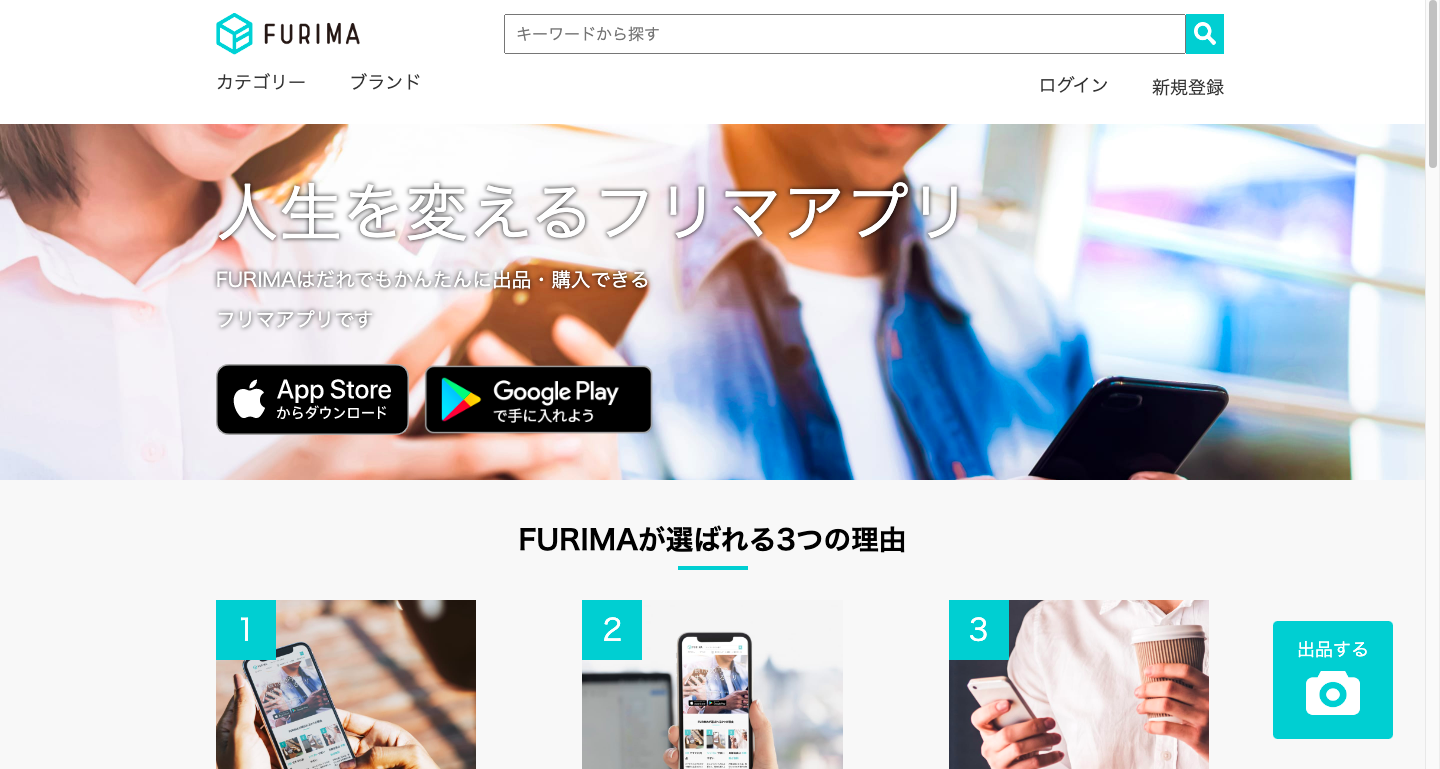 FURIMA
キーワードから探す
カテゴリー ブランド
ログイン 新規登録
人生を変えるフリマアプリ
FURIMAはだれでもかんたんに出品・購入できる
フリマアプリです
App Store
からダウンロード
Google Play
で手に入れよう
FURIMAが選ばれる3つの理由
1
2
3
出品する